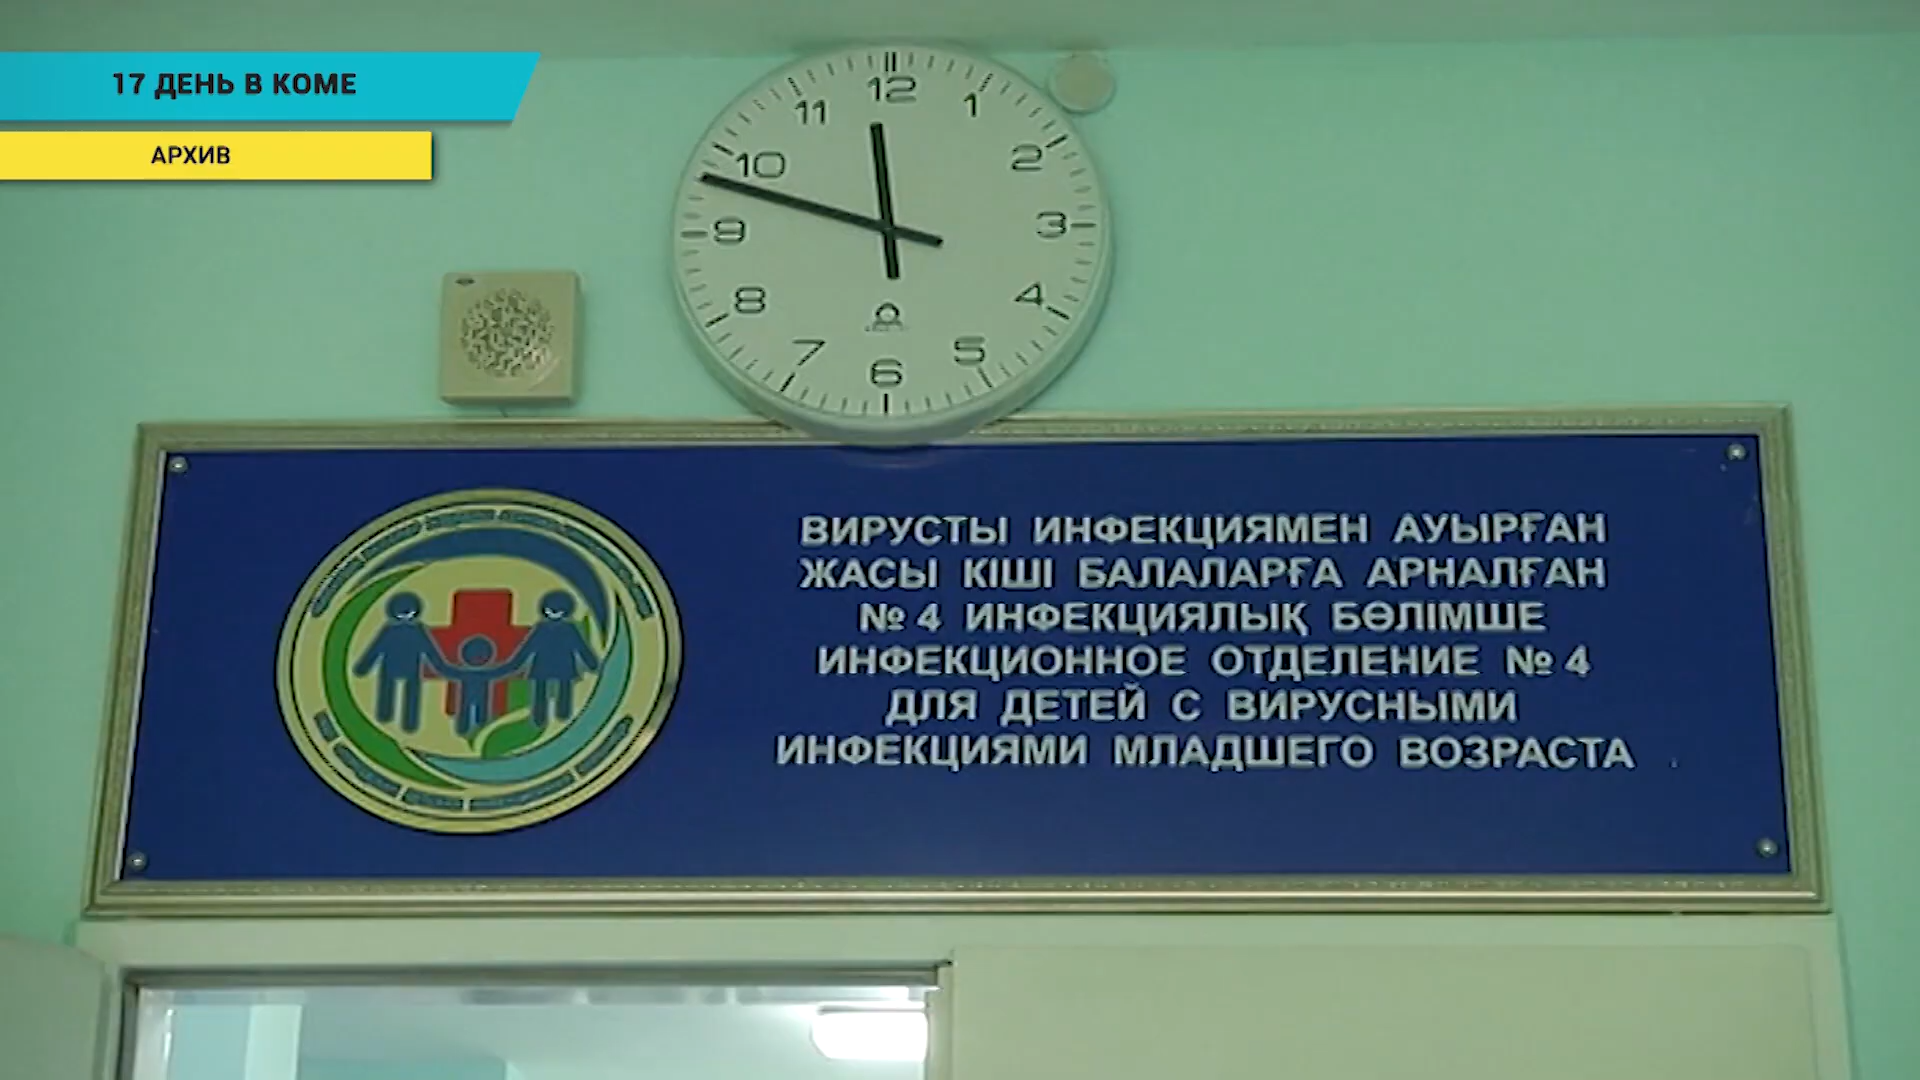 17 ДЕНЬ В КОМЕ
АРХИВ
12
1
2
3
4
5
6
7
8
9
10
11
ВИРУСТЫ ИНФЕКЦИЯМЕН АУЫРҒАН
ЖАСЫ КІШІ БАЛАЛАРҒА АРНАЛҒАН
№ 4 ИНФЕКЦИЯЛЫҚ БӨЛІМШЕ
ИНФЕКЦИОННОЕ ОТДЕЛЕНИЕ № 4
ДЛЯ ДЕТЕЙ С ВИРУСНЫМИ
ИНФЕКЦИЯМИ МЛАДШЕГО ВОЗРАСТА